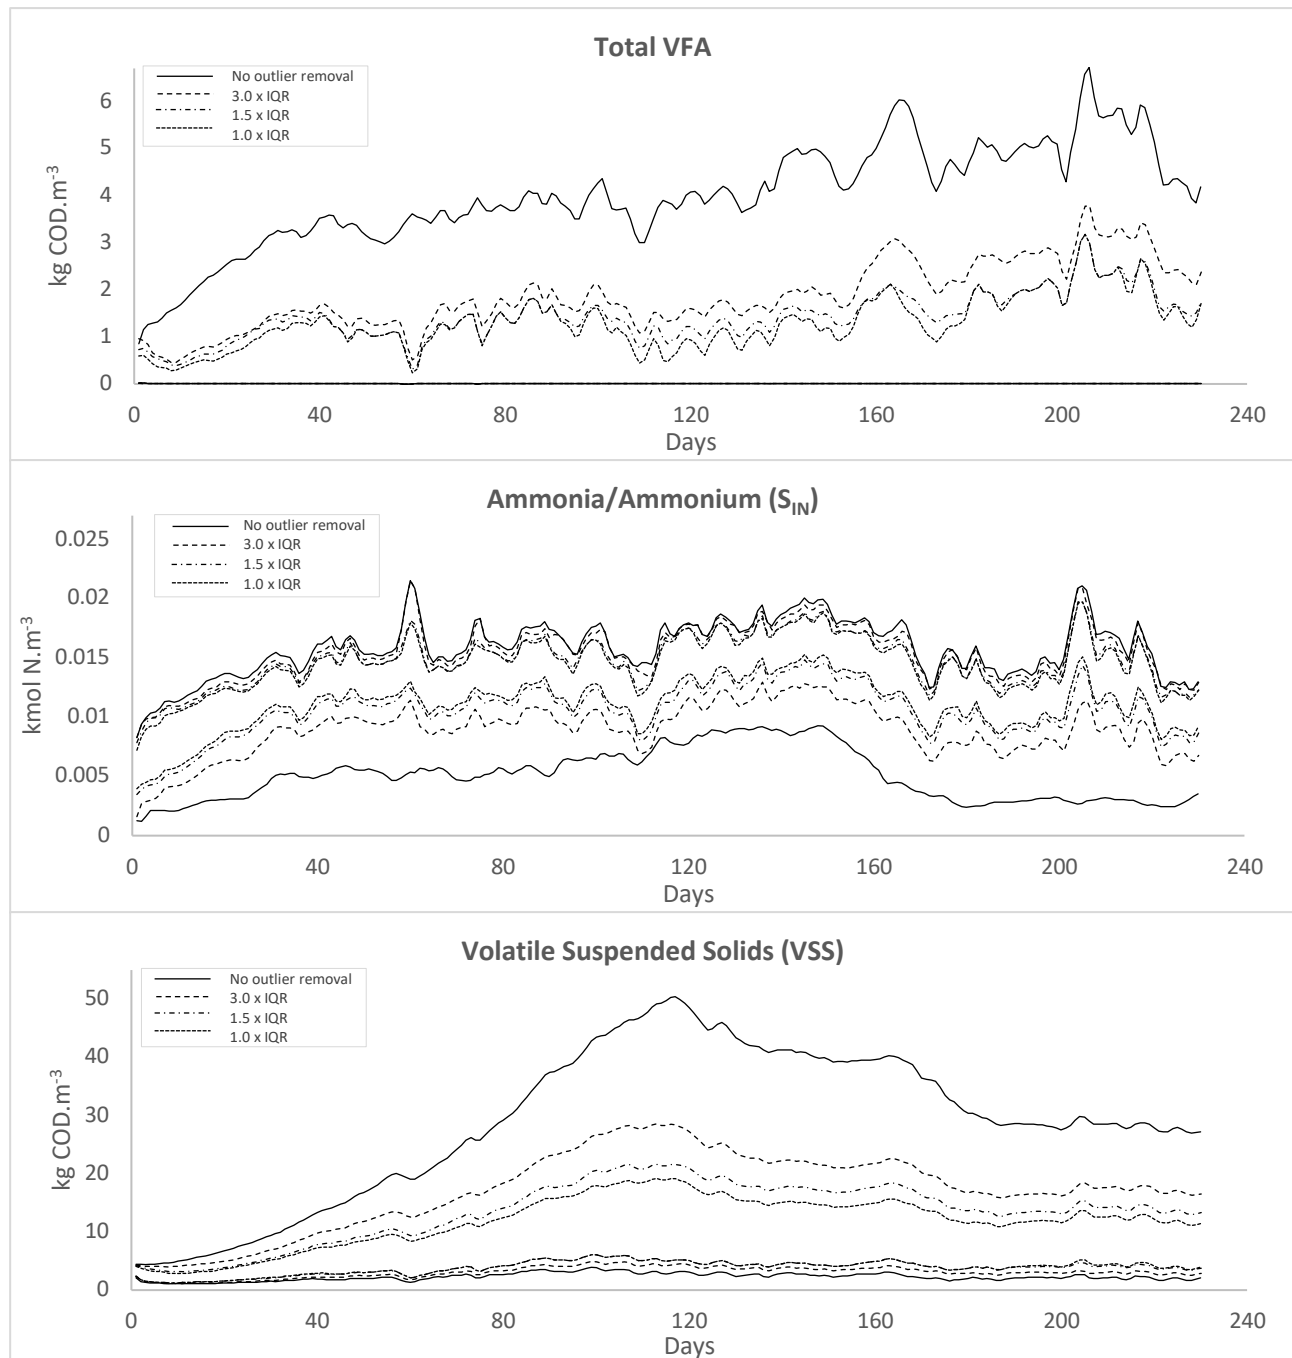 Total VFA
No outlier removal
3.0 x IQR
1.5 x IQR
1.0 x IQR
kg COD.m-3
6
5
4
3
2
1
0
0 40 80 120 160 200 240
Days
Ammonia/Ammonium (SIN)
No outlier removal
3.0 x IQR
1.5 x IQR
1.0 x IQR
kmol N.m-3
0.025
0.02
0.015
0.01
0.005
0
0 40 80 120 160 200 240
Days
Volatile Suspended Solids (VSS)
No outlier removal
3.0 x IQR
1.5 x IQR
1.0 x IQR
kg COD.m-3
50
40
30
20
10
0
0 40 80 120 160 200 240
Days